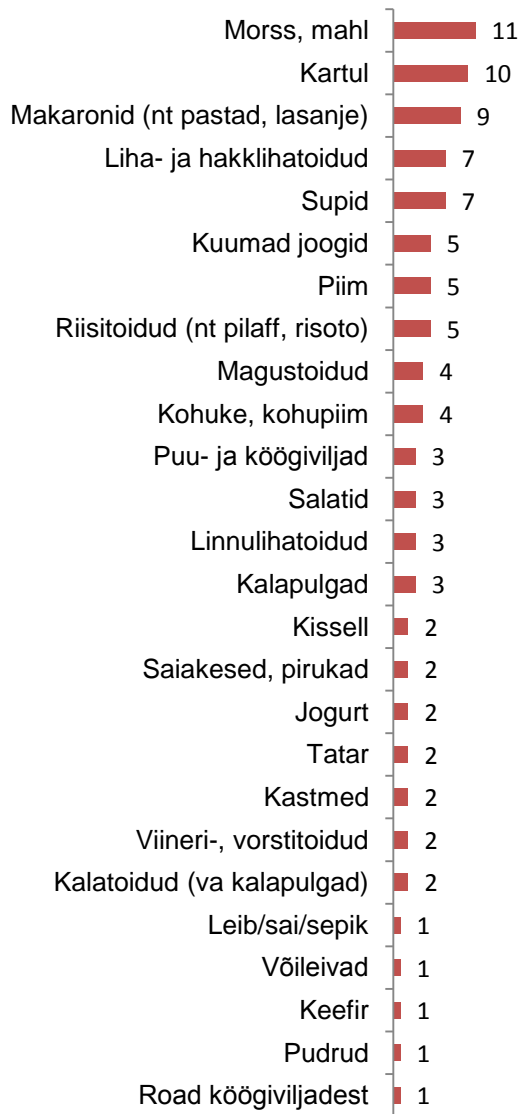 Morss, mahl 11
Kartul 10
Makaronid (nt pastad, lasanje) 9
Liha- ja hakklihatoidud 7
Supid 7
Kuumad joogid 5
Piim 5
Riisitoidud (nt pilaff, risoto) 5
Magustoidud 4
Kohuke, kohupiim 4
Puu- ja köögiviljad 3
Salatid 3
Linnulihatoidud 3
Kalapulgad 3
Kissell 2
Saiakesed, pirukad 2
Jogurt 2
Tatar 2
Kastmed 2
Viineri-, vorstitoidud 2
Kalatoidud (va kalapulgad) 2
Leib/sai/sepik 1
Võileivad 1
Keefir 1
Pudrud 1
Road köögiviljadest 1